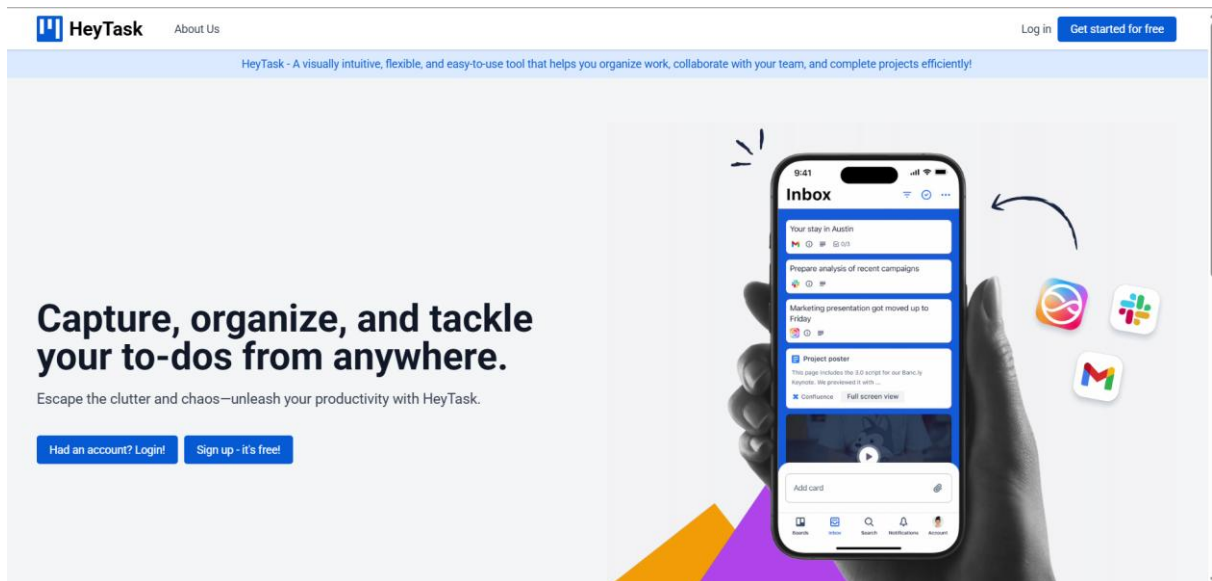 HeyTask
About Us
Log in
Get started for free
HeyTask - A visually intuitive, flexible, and easy-to-use tool that helps you organize work, collaborate with your team, and complete projects efficiently!
Capture, organize, and tackle
your to-dos from anywhere.
Escape the clutter and chaos—unleash your productivity with HeyTask.
Had an account? Login!
Sign up - it's free!
9:41
Inbox
Your stay in Austin
0/3
Prepare analysis of recent campaigns
Marketing presentation got moved up to
Friday
Project poster
This page includes the 3.0 script for our Banc.ly
Keynote. We previewed it with ...
Confluence
Full screen view
Add card
Boards
Inbox
Search
Notifications
Account